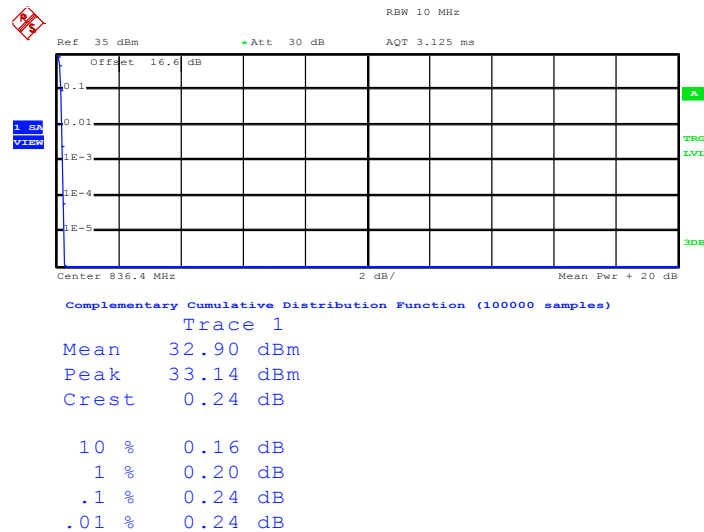 R&S
RBW 10 MHz
Ref 35 dBm * Att 30 dB AQT 3.125 ms
Offset 16.6 dB
0.1
A
0.01
1 SA
VIEW
TRG
LVL
1E-3
1E-4
1E-5
3DB
Center 836.4 MHz 2 dB/ Mean Pwr + 20 dB
Complementary Cumulative Distribution Function (100000 samples)
Trace 1
Mean 32.90 dBm
Peak 33.14 dBm
Crest 0.24 dB
10 % 0.16 dB
1 % 0.20 dB
.1 % 0.24 dB
.01 % 0.24 dB